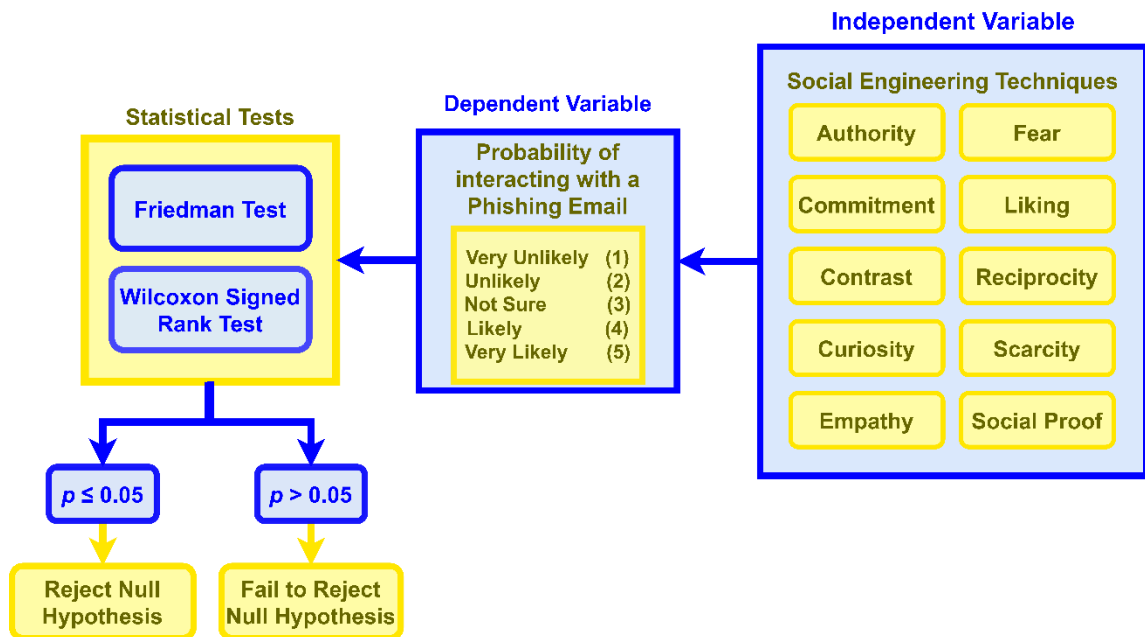 Independent Variable
Social Engineering Techniques
Authority
Fear
Commitment
Liking
Contrast
Reciprocity
Curiosity
Scarcity
Empathy
Social Proof
Dependent Variable
Probability of
interacting with a
Phishing Email
Very Unlikely (1)
Unlikely (2)
Not Sure (3)
Likely (4)
Very Likely (5)
Statistical Tests
Friedman Test
Wilcoxon Signed
Rank Test
p ≤ 0.05
p > 0.05
Reject Null
Hypothesis
Fail to Reject
Null Hypothesis